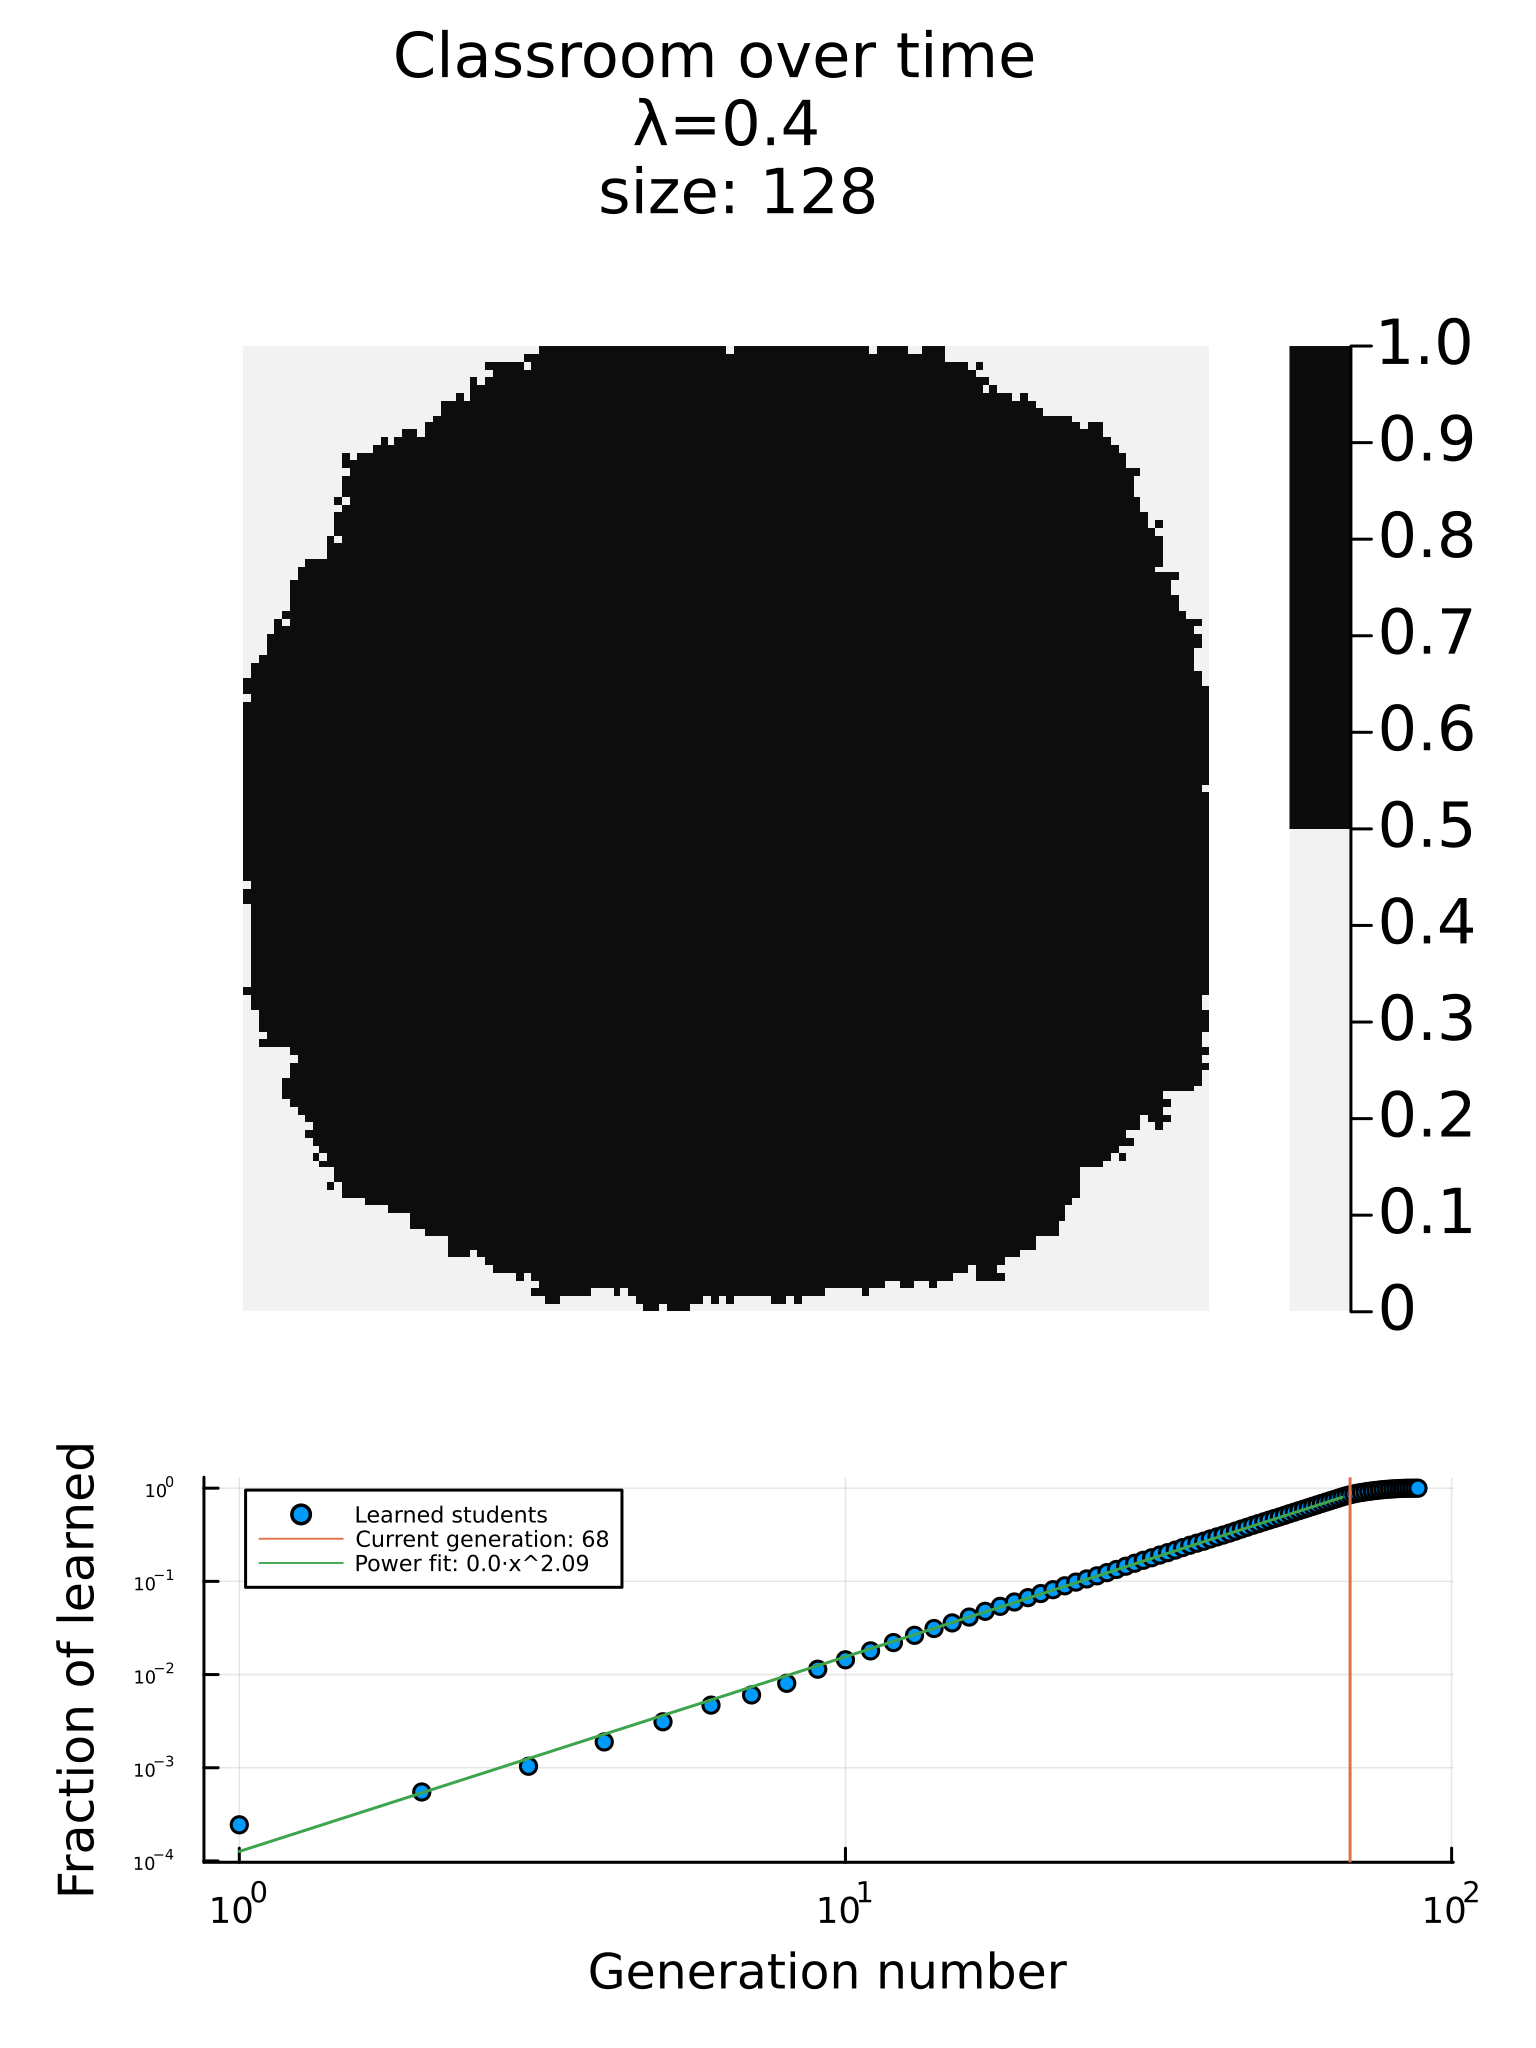 Classroom over time
λ=0.4
size: 128
1.0
0.9
0.8
0.7
0.6
0.5
0.4
0.3
0.2
0.1
0
Fraction of learned
10^0
10^-1
10^-2
10^-3
10^-4
Learned students
Current generation: 68
Power fit: 0.0·x^2.09
10^0 10^1 10^2
Generation number